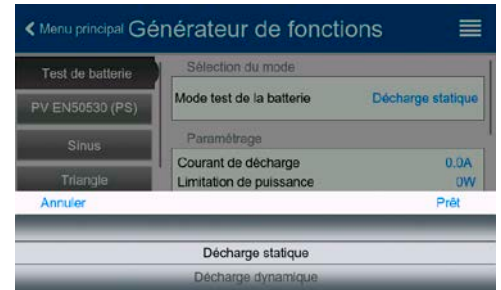 Menu principal Générateur de fonctions
Test de batterie
PV EN50530 (PS)
Sinus
Triangle
Sélection du mode
Mode test de la batterie Décharge statique
Paramétrage
Courant de décharge 0.0A
Limitation de puissance 0W
Annuler Prêt
Décharge statique
Décharge dynamique